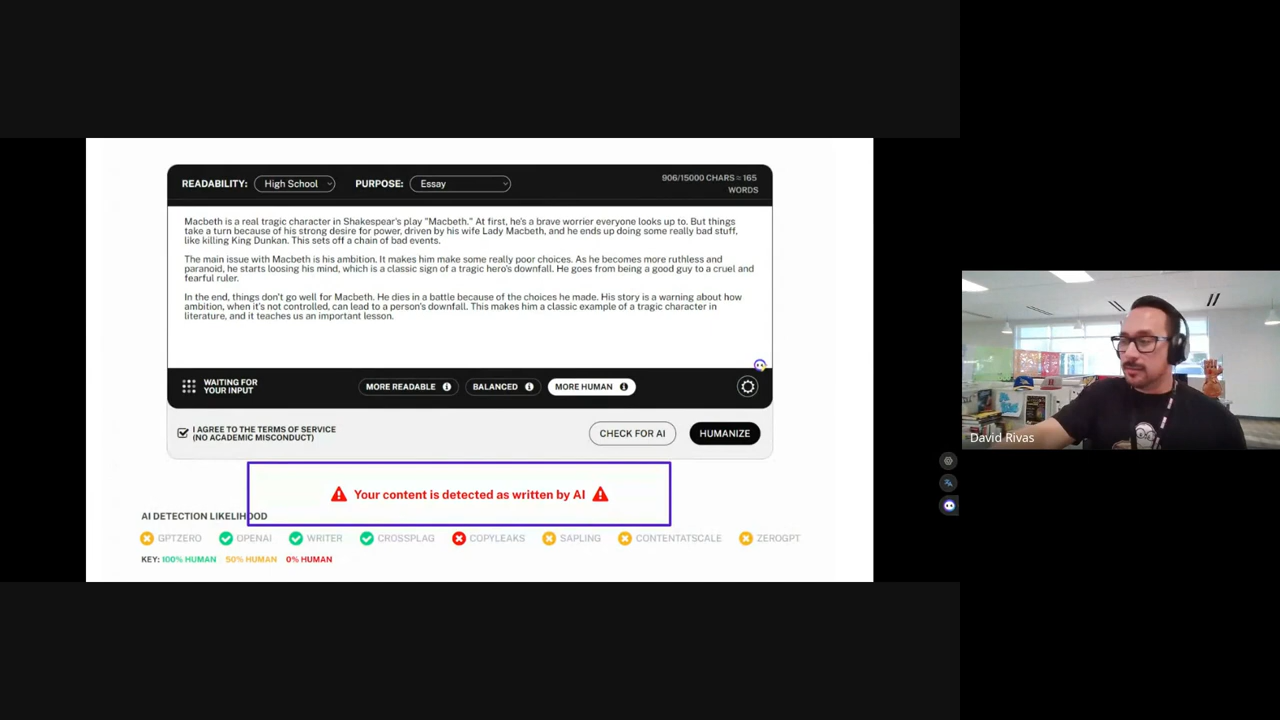 READABILITY: High School PURPOSE: Essay 906/15000 CHARS ≈ 165
WORDS
Macbeth is a real tragic character in Shakespear's play "Macbeth." At first, he's a brave worrier everyone looks up to. But things
take a turn because of his strong desire for power, driven by his wife Lady Macbeth, and he ends up doing some really bad stuff,
like killing King Dunkan. This sets off a chain of bad events.
The main issue with Macbeth is his ambition. It makes him make some really poor choices. As he becomes more ruthless and
paranoid, he starts loosing his mind, which is a classic sign of a tragic hero's downfall. He goes from being a good guy to a cruel and
fearful ruler.
In the end, things don't go well for Macbeth. He dies in a battle because of the choices he made. His story is a warning about how
ambition, when it's not controlled, can lead to a person's downfall. This makes him a classic example of a tragic character in
literature, and it teaches us an important lesson.
WAITING FOR
YOUR INPUT
MORE READABLE BALANCED MORE HUMAN
I AGREE TO THE TERMS OF SERVICE
(NO ACADEMIC MISCONDUCT)
CHECK FOR AI HUMANIZE
Your content is detected as written by AI
AI DETECTION LIKELIHOOD
GPTZERO OPENAI WRITER CROSSPLAG COPYLEAKS SAPLING CONTENTATSCALE ZEROGPT
KEY: 100% HUMAN 50% HUMAN 0% HUMAN
David Rivas